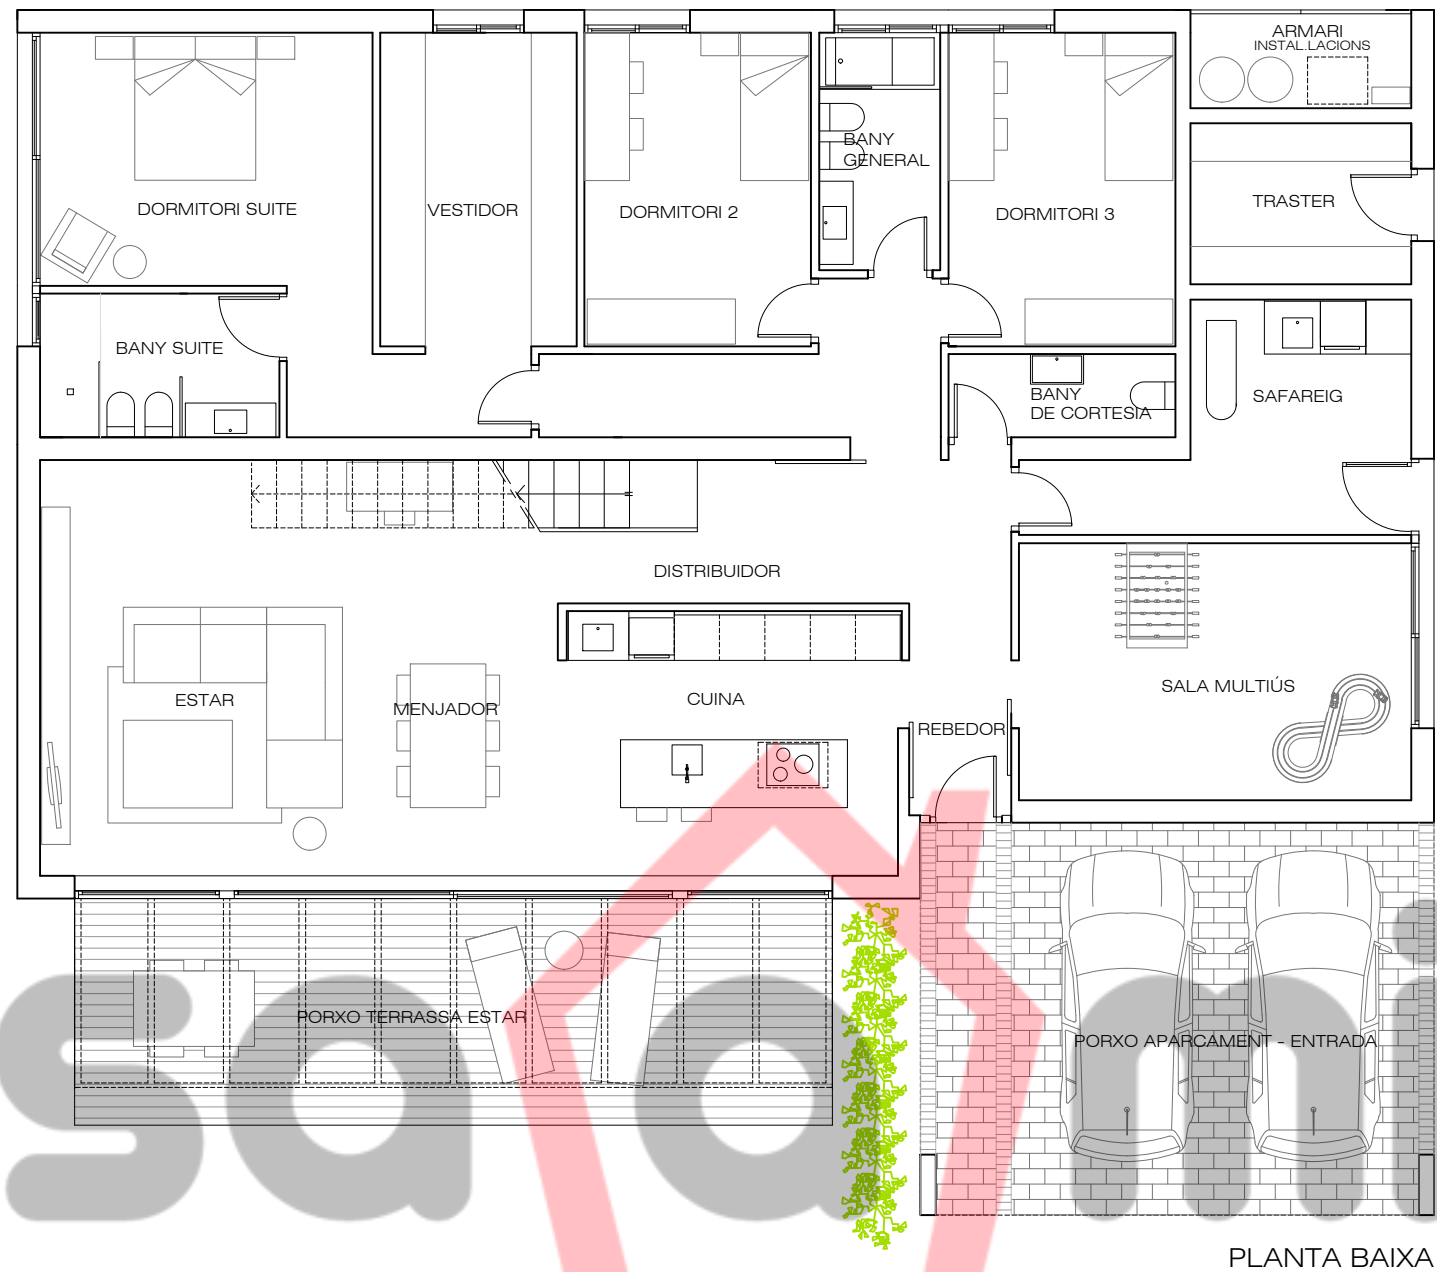 ARMARI
INSTAL.LACIONS
BANY
GENERAL
TRASTER
DORMITORI SUITE
VESTIDOR
DORMITORI 2
DORMITORI 3
BANY SUITE
BANY
DE CORTESIA
SAFAREIG
DISTRIBUIDOR
ESTAR
MENJADOR
CUINA
SALA MULTIÚS
REBEDOR
PORXO TERRASSA ESTAR
PORXO APARCAMENT - ENTRADA
PLANTA BAIXA